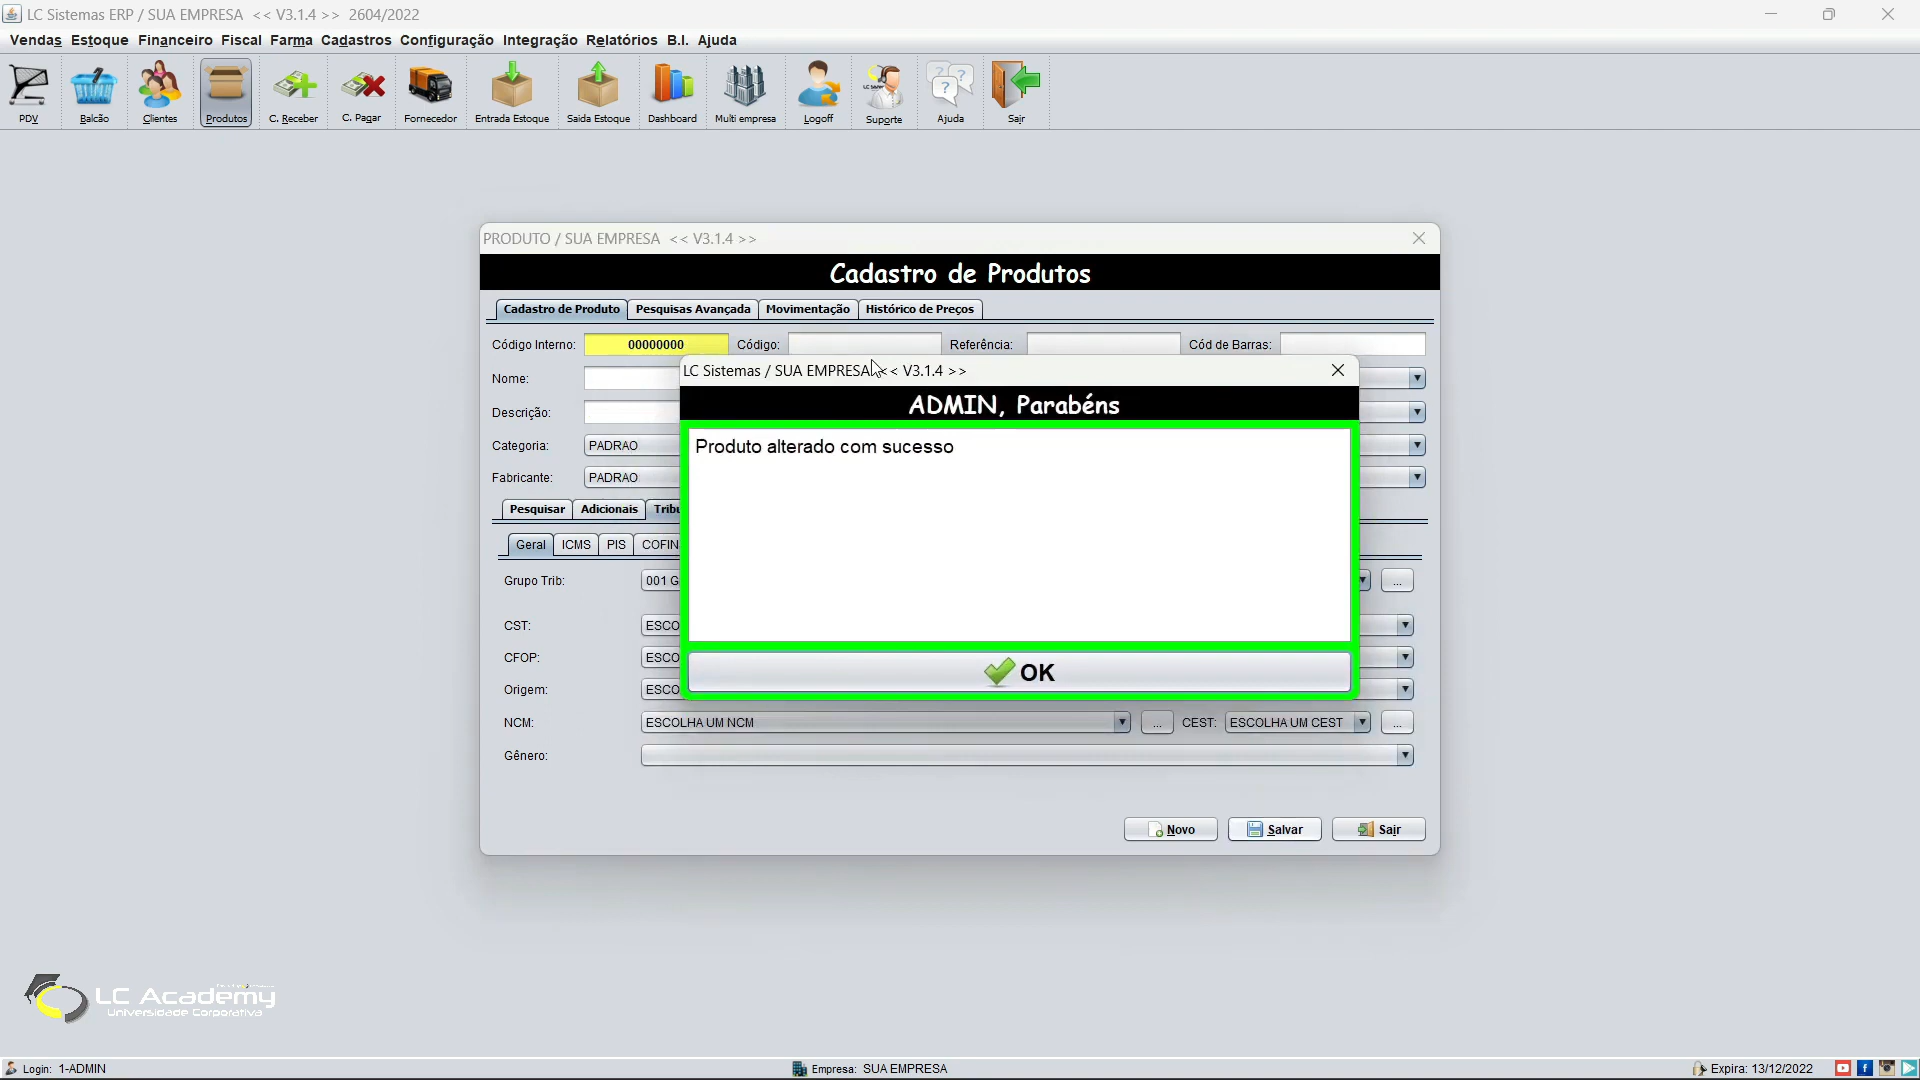 LC Sistemas ERP / SUA EMPRESA << V3.1.4 >> 2604/2022
Vendas Estoque Financeiro Fiscal Farma Cadastros Configuração Integração Relatórios B.I. Ajuda
PDV Balcão Clientes Produtos C. Receber C. Pagar Fornecedor Entrada Estoque Saida Estoque Dashboard Multi empresa Logoff Suporte Ajuda Sair
PRODUTO / SUA EMPRESA << V3.1.4 >>
Cadastro de Produtos
Cadastro de Produto Pesquisas Avançada Movimentação Histórico de Preços
Código Interno: 00000000 Código: Referência: Cód de Barras:
LC Sistemas / SUA EMPRESA << V3.1.4 >>
Nome:
ADMIN, Parabéns
Descrição:
Produto alterado com sucesso
Categoria: PADRAO
Fabricante: PADRAO
Pesquisar Adicionais Tribu
Geral ICMS PIS COFIN
Grupo Trib: 001 G ...
CST: ESCO
CFOP: ESCO
OK
Origem: ESCO
NCM: ESCOLHA UM NCM ... CEST: ESCOLHA UM CEST ...
Gênero:
Novo Salvar Sair
LC Academy
Universidade Corporativa
Login: 1-ADMIN Empresa: SUA EMPRESA Expira: 13/12/2022